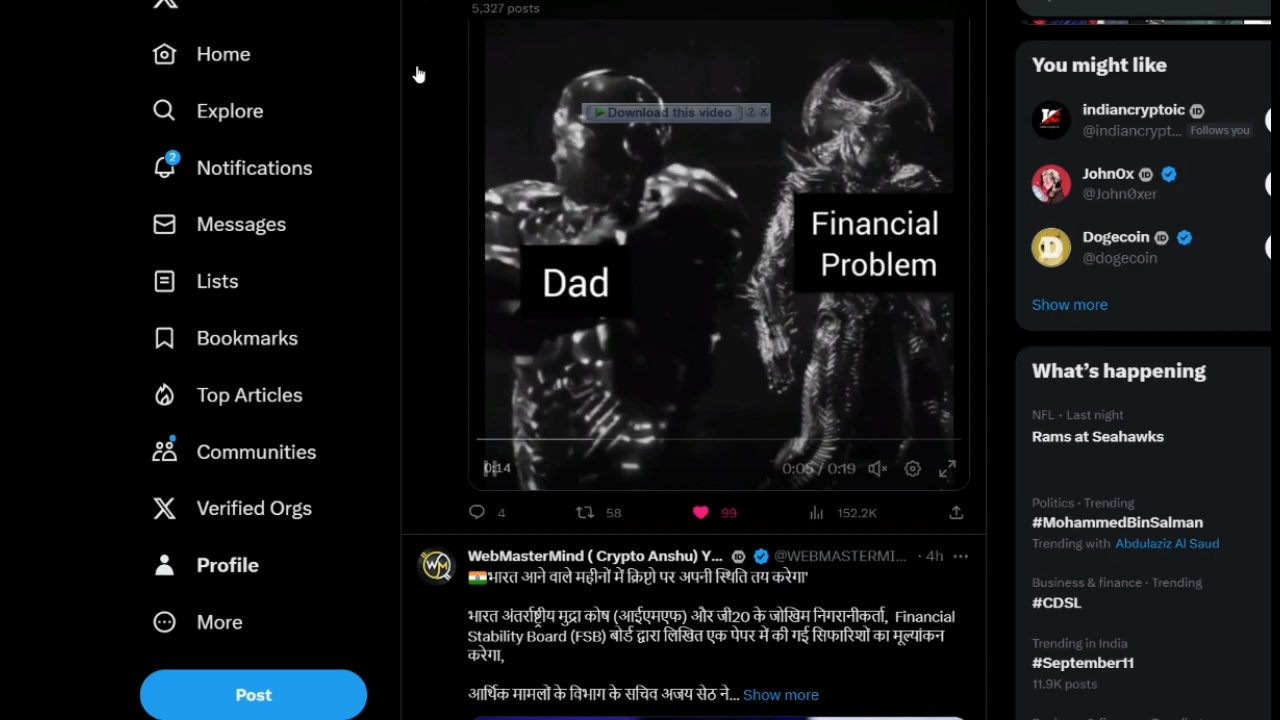 5,327 posts
Home
Explore
2
Notifications
Messages
Lists
Bookmarks
Top Articles
Communities
Verified Orgs
Profile
More
Post
Download this video ? X
Dad
Financial
Problem
0:14
0:05 / 0:19
4
58
99
152.2K
WebMasterMind ( Crypto Anshu) Y... @WEBMASTERMI... · 4h ...
भारत आने वाले महीनों में क्रिप्टो पर अपनी स्थिति तय करेगा'
भारत अंतर्राष्ट्रीय मुद्रा कोष (आईएमएफ) और जी20 के जोखिम निगरानीकर्ता, Financial
Stability Board (FSB) बोर्ड द्वारा लिखित एक पेपर में की गई सिफारिशों का मूल्यांकन
करेगा,
आर्थिक मामलों के विभाग के सचिव अजय सेठ ने... Show more
You might like
indiancryptoic
@indiancrypt... Follows you
John0x
@John0xer
Dogecoin
@dogecoin
Show more
What's happening
NFL · Last night
Rams at Seahawks
Politics · Trending
#MohammedBinSalman
Trending with Abdulaziz Al Saud
Business & finance · Trending
#CDSL
Trending in India
#September11
11.9K posts